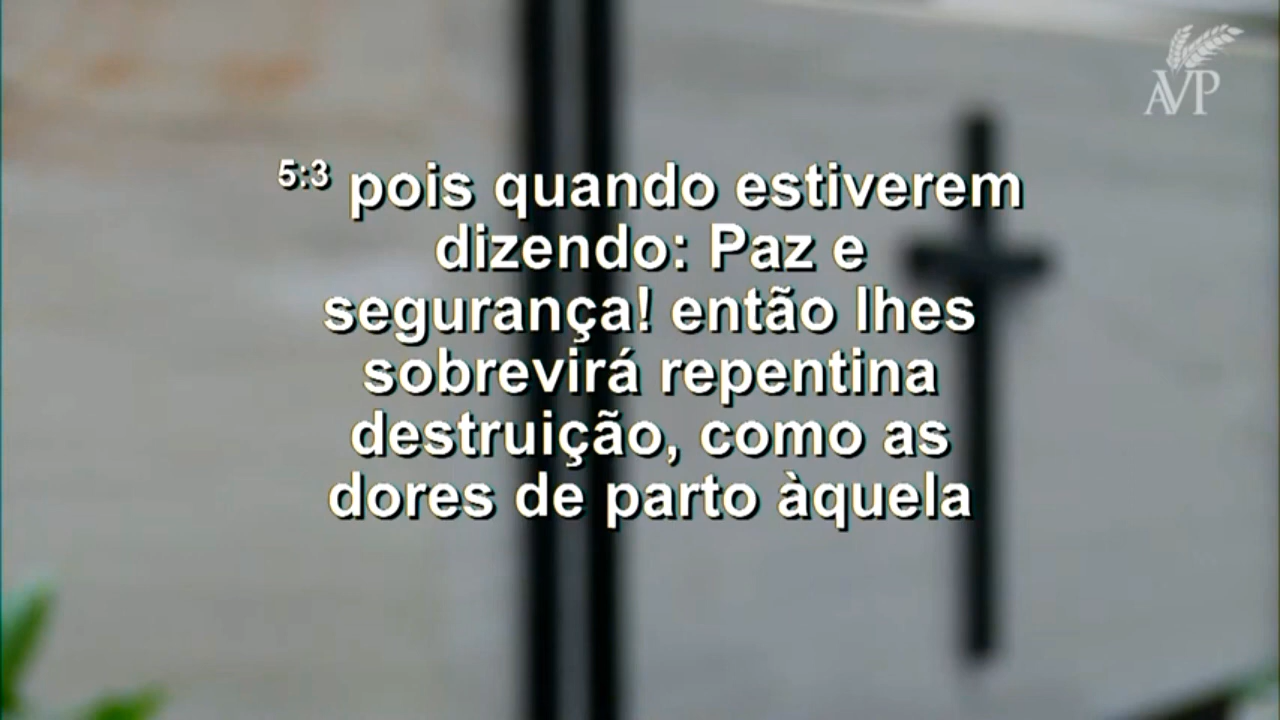 AVP
5:3 pois quando estiverem
dizendo: Paz e
segurança! então lhes
sobrevirá repentina
destruição, como as
dores de parto àquela